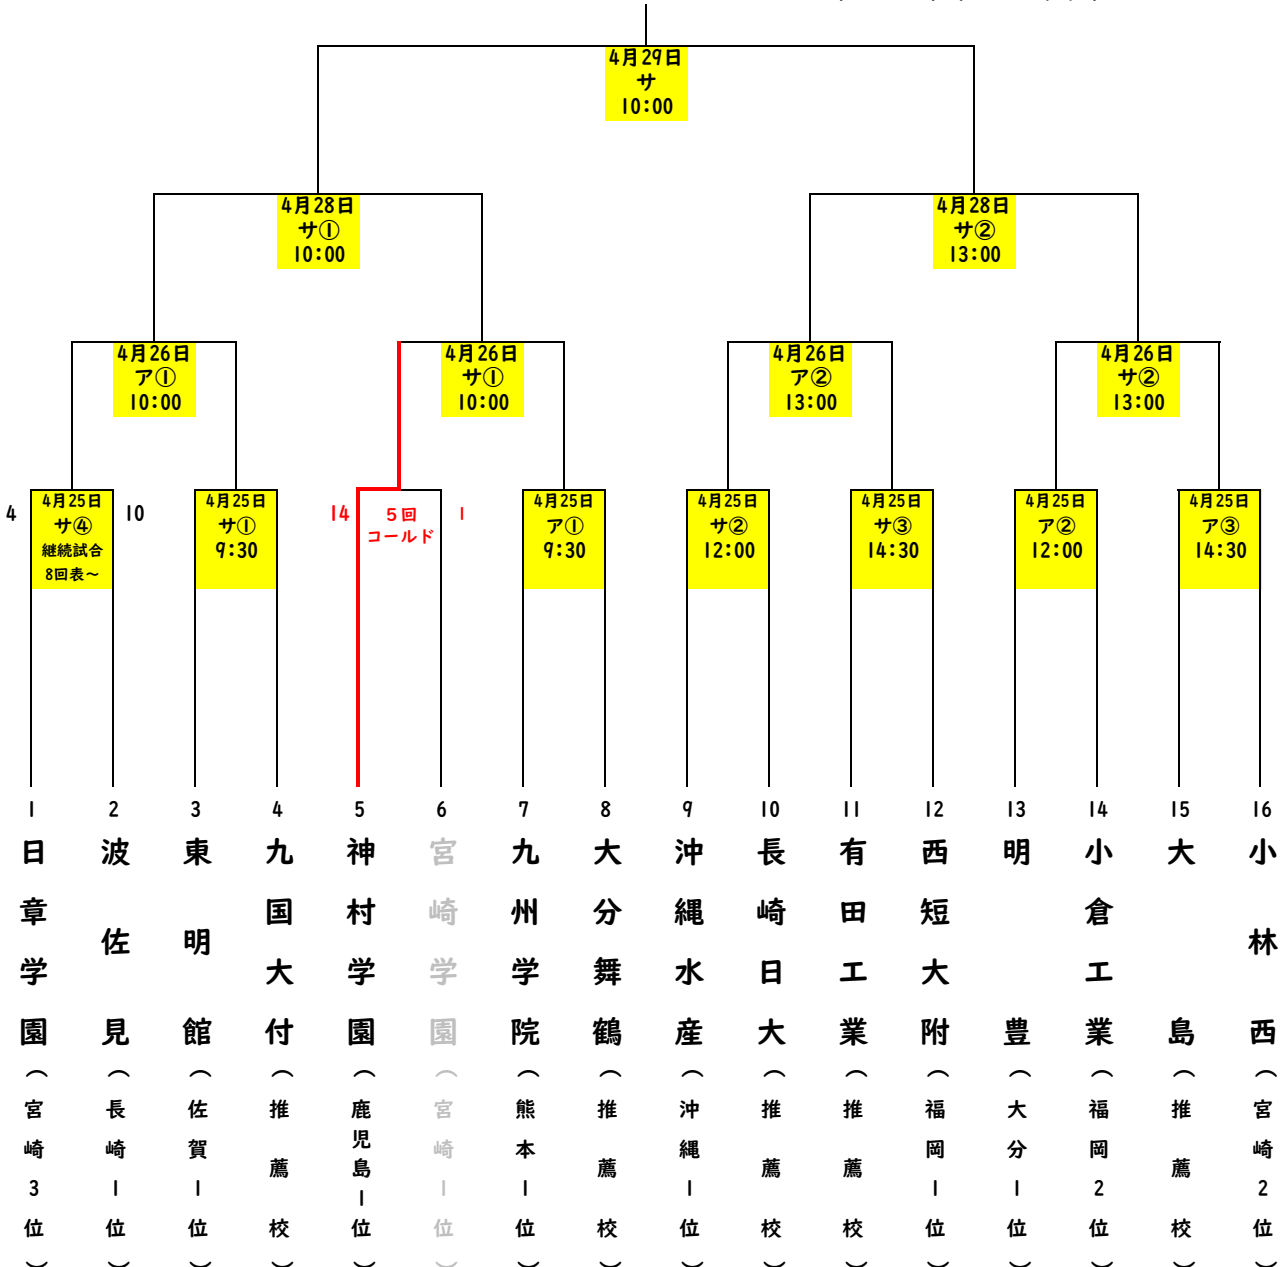 4月29日
サ
10:00
4月28日
サ①
10:00
4月28日
サ②
13:00
4月26日
ア①
10:00
4月26日
サ①
10:00
4月26日
ア②
13:00
4月26日
サ②
13:00
4
4月25日
サ④
継続試合
8回表～
10
4月25日
サ①
9:30
14
5回
コールド
1
4月25日
ア①
9:30
4月25日
サ②
12:00
4月25日
サ③
14:30
4月25日
ア②
12:00
4月25日
ア③
14:30
1
日章学園（宮崎3位）
2
波佐見（長崎1位）
3
東明館（佐賀1位）
4
九国大付（推薦校）
5
神村学園（鹿児島1位）
6
宮崎学園（宮崎1位）
7
九州学院（熊本1位）
8
大分舞鶴（推薦校）
9
沖縄水産（沖縄1位）
10
長崎日大（推薦校）
11
有田工業（推薦校）
12
西短大附（福岡1位）
13
明豊（大分1位）
14
小倉工業（福岡2位）
15
大島（推薦校）
16
小林西（宮崎2位）